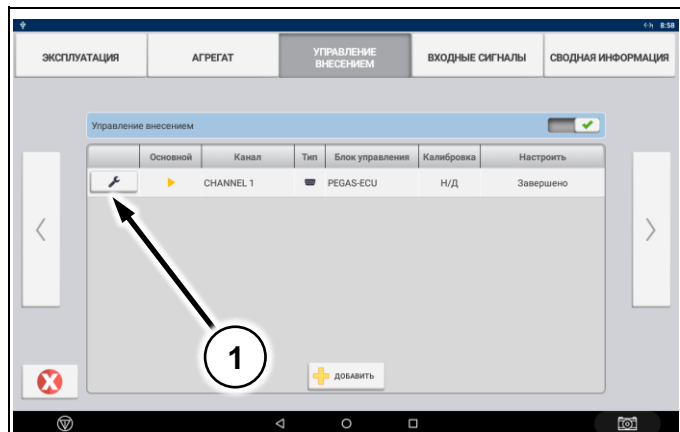 8:58
ЭКСПЛУАТАЦИЯ
АГРЕГАТ
УПРАВЛЕНИЕ
ВНЕСЕНИЕМ
ВХОДНЫЕ СИГНАЛЫ
СВОДНАЯ ИНФОРМАЦИЯ
Управление внесением
Основной Канал Тип Блок управления Калибровка Настроить
CHANNEL 1 PEGAS-ECU Н/Д Завершено
1
ДОБАВИТЬ